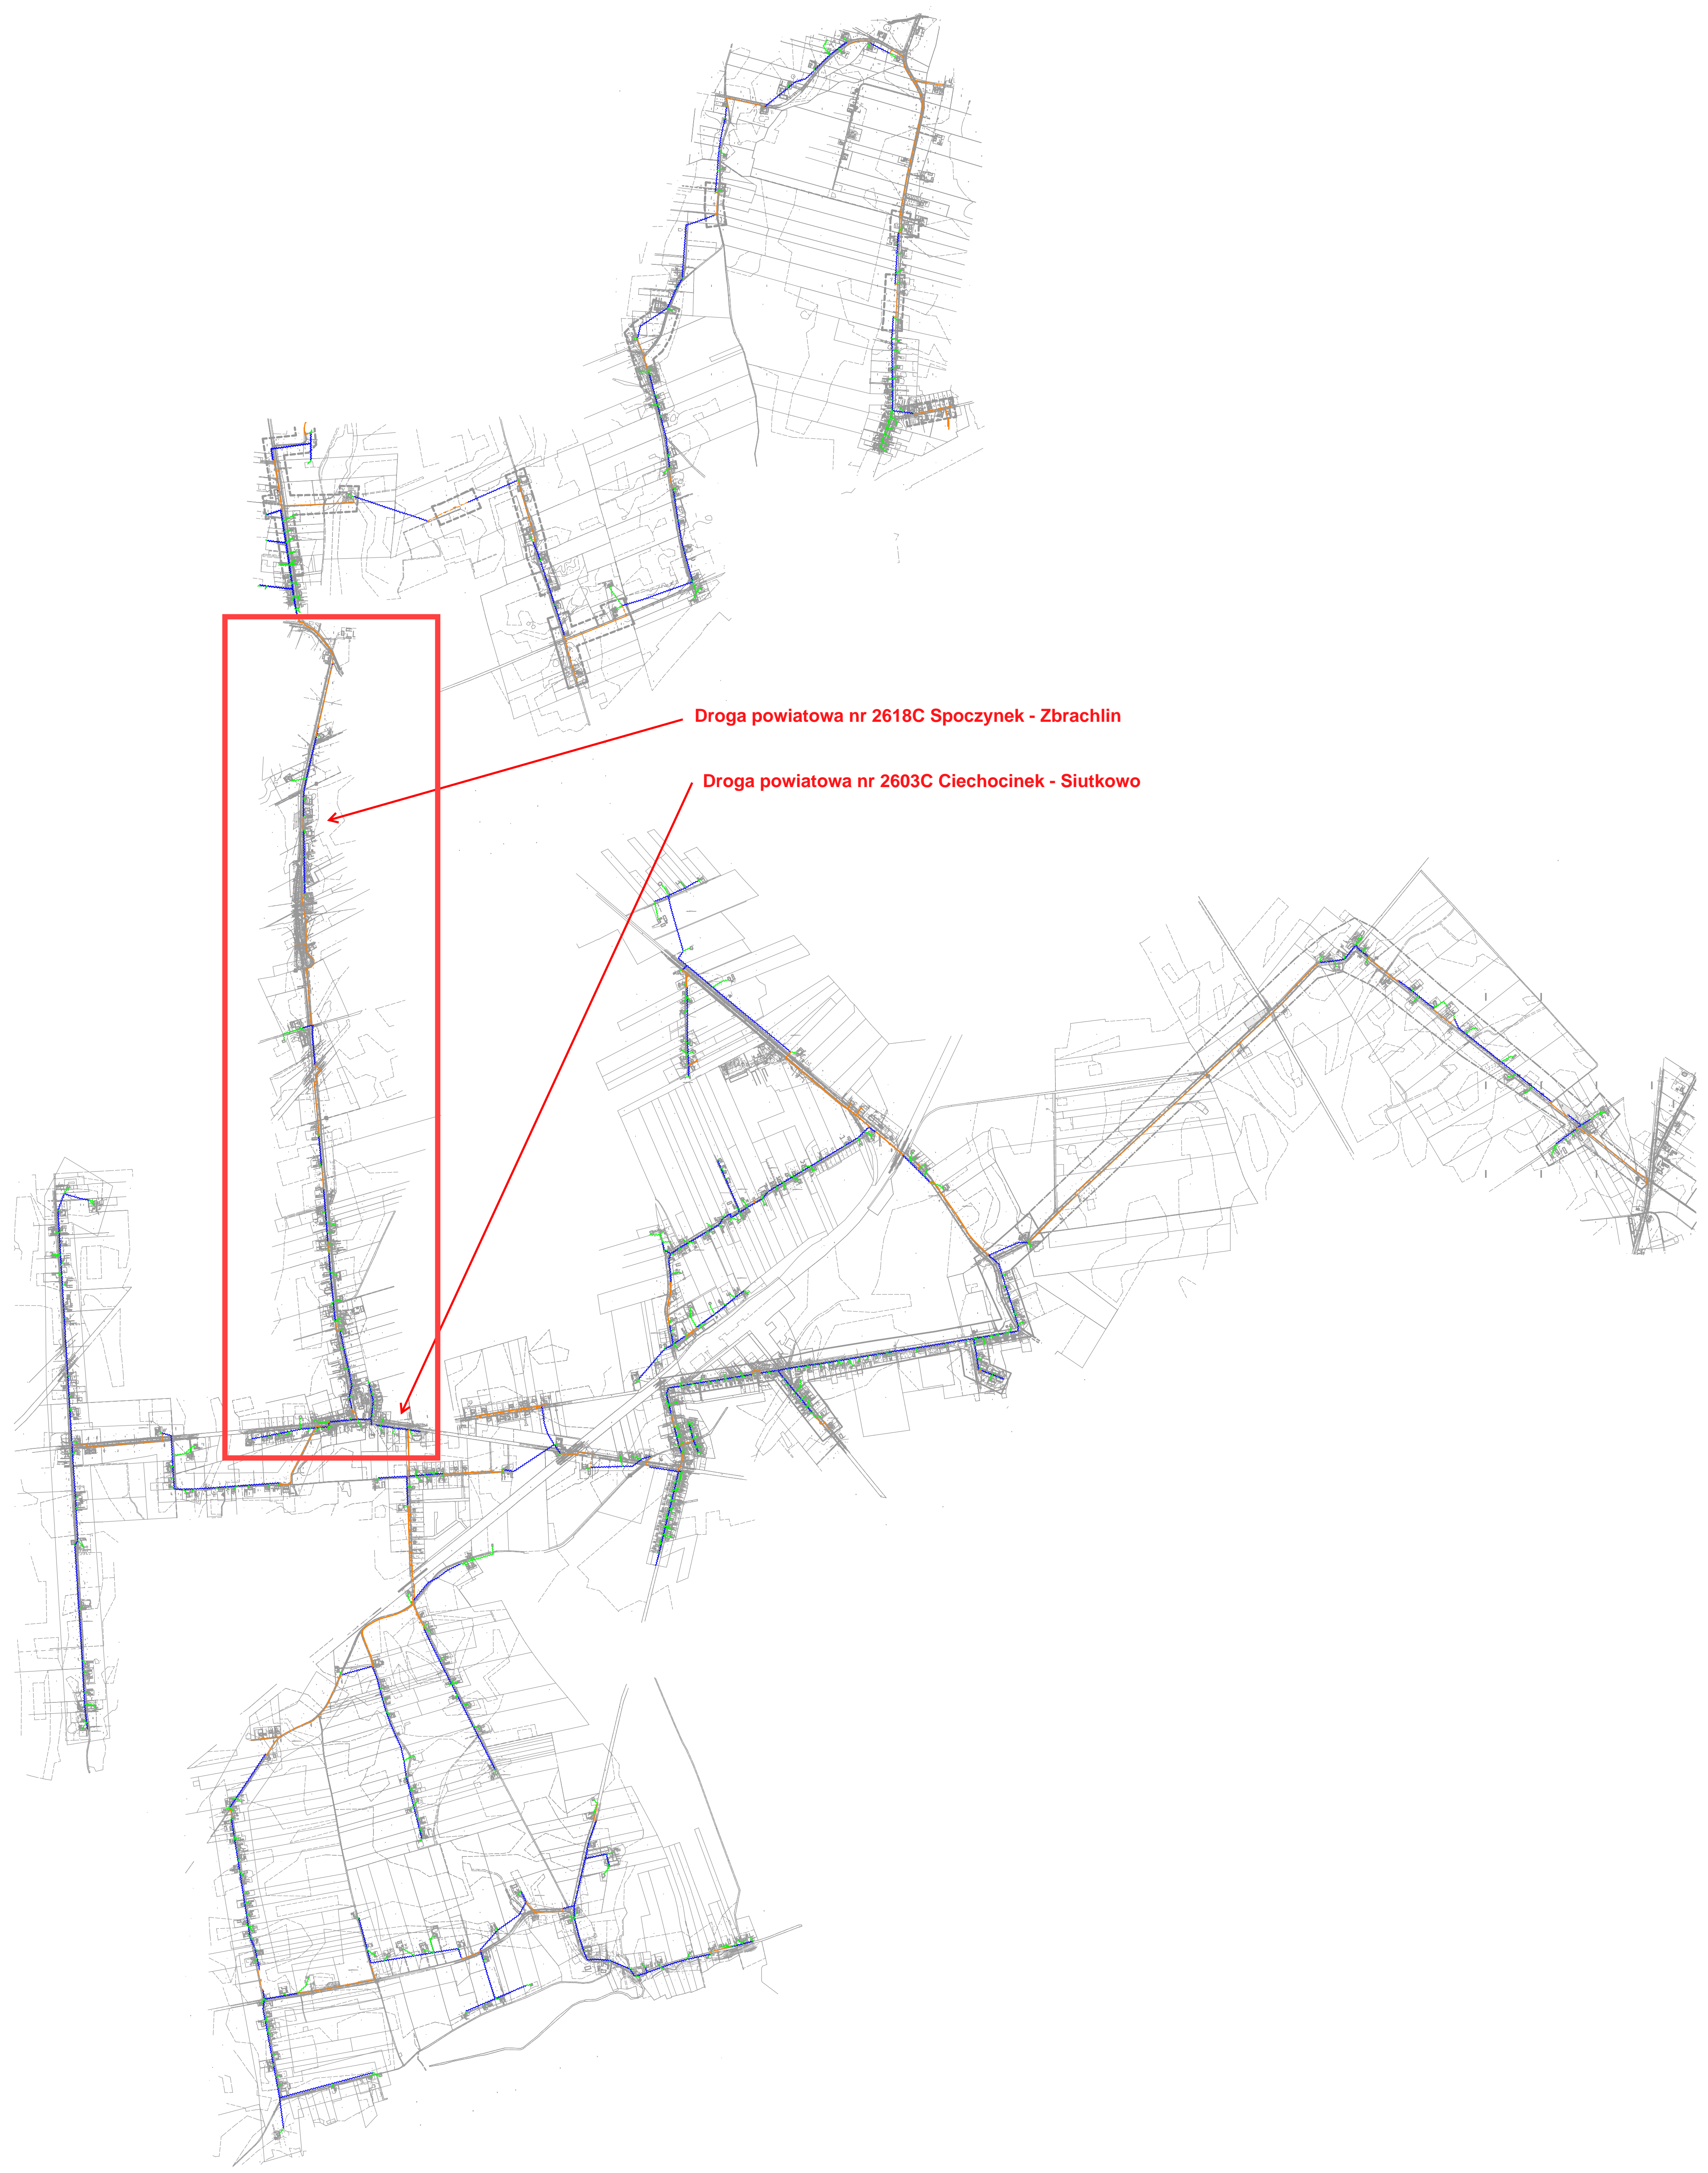 Droga powiatowa nr 2618C Spoczynek - Zbrachlin
Droga powiatowa nr 2603C Ciechocinek - Siutkowo